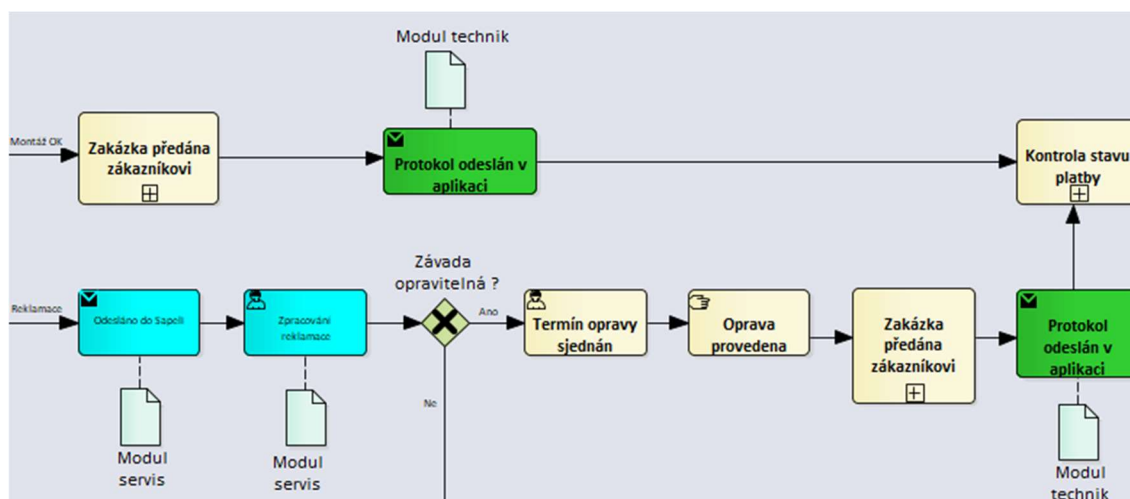 Modul technik
Montáž OK
Zakázka předána
zákazníkovi
Protokol odeslán v
aplikaci
Kontrola stavu
platby
Závada
opravitelná ?
Reklamace
Odesláno do Sapeli
Zpracování
reklamace
Ano
Termín opravy
sjednán
Oprava
provedena
Zakázka
předána
zákazníkovi
Protokol
odeslán v
aplikaci
Ne
Modul
servis
Modul
servis
Modul
technik